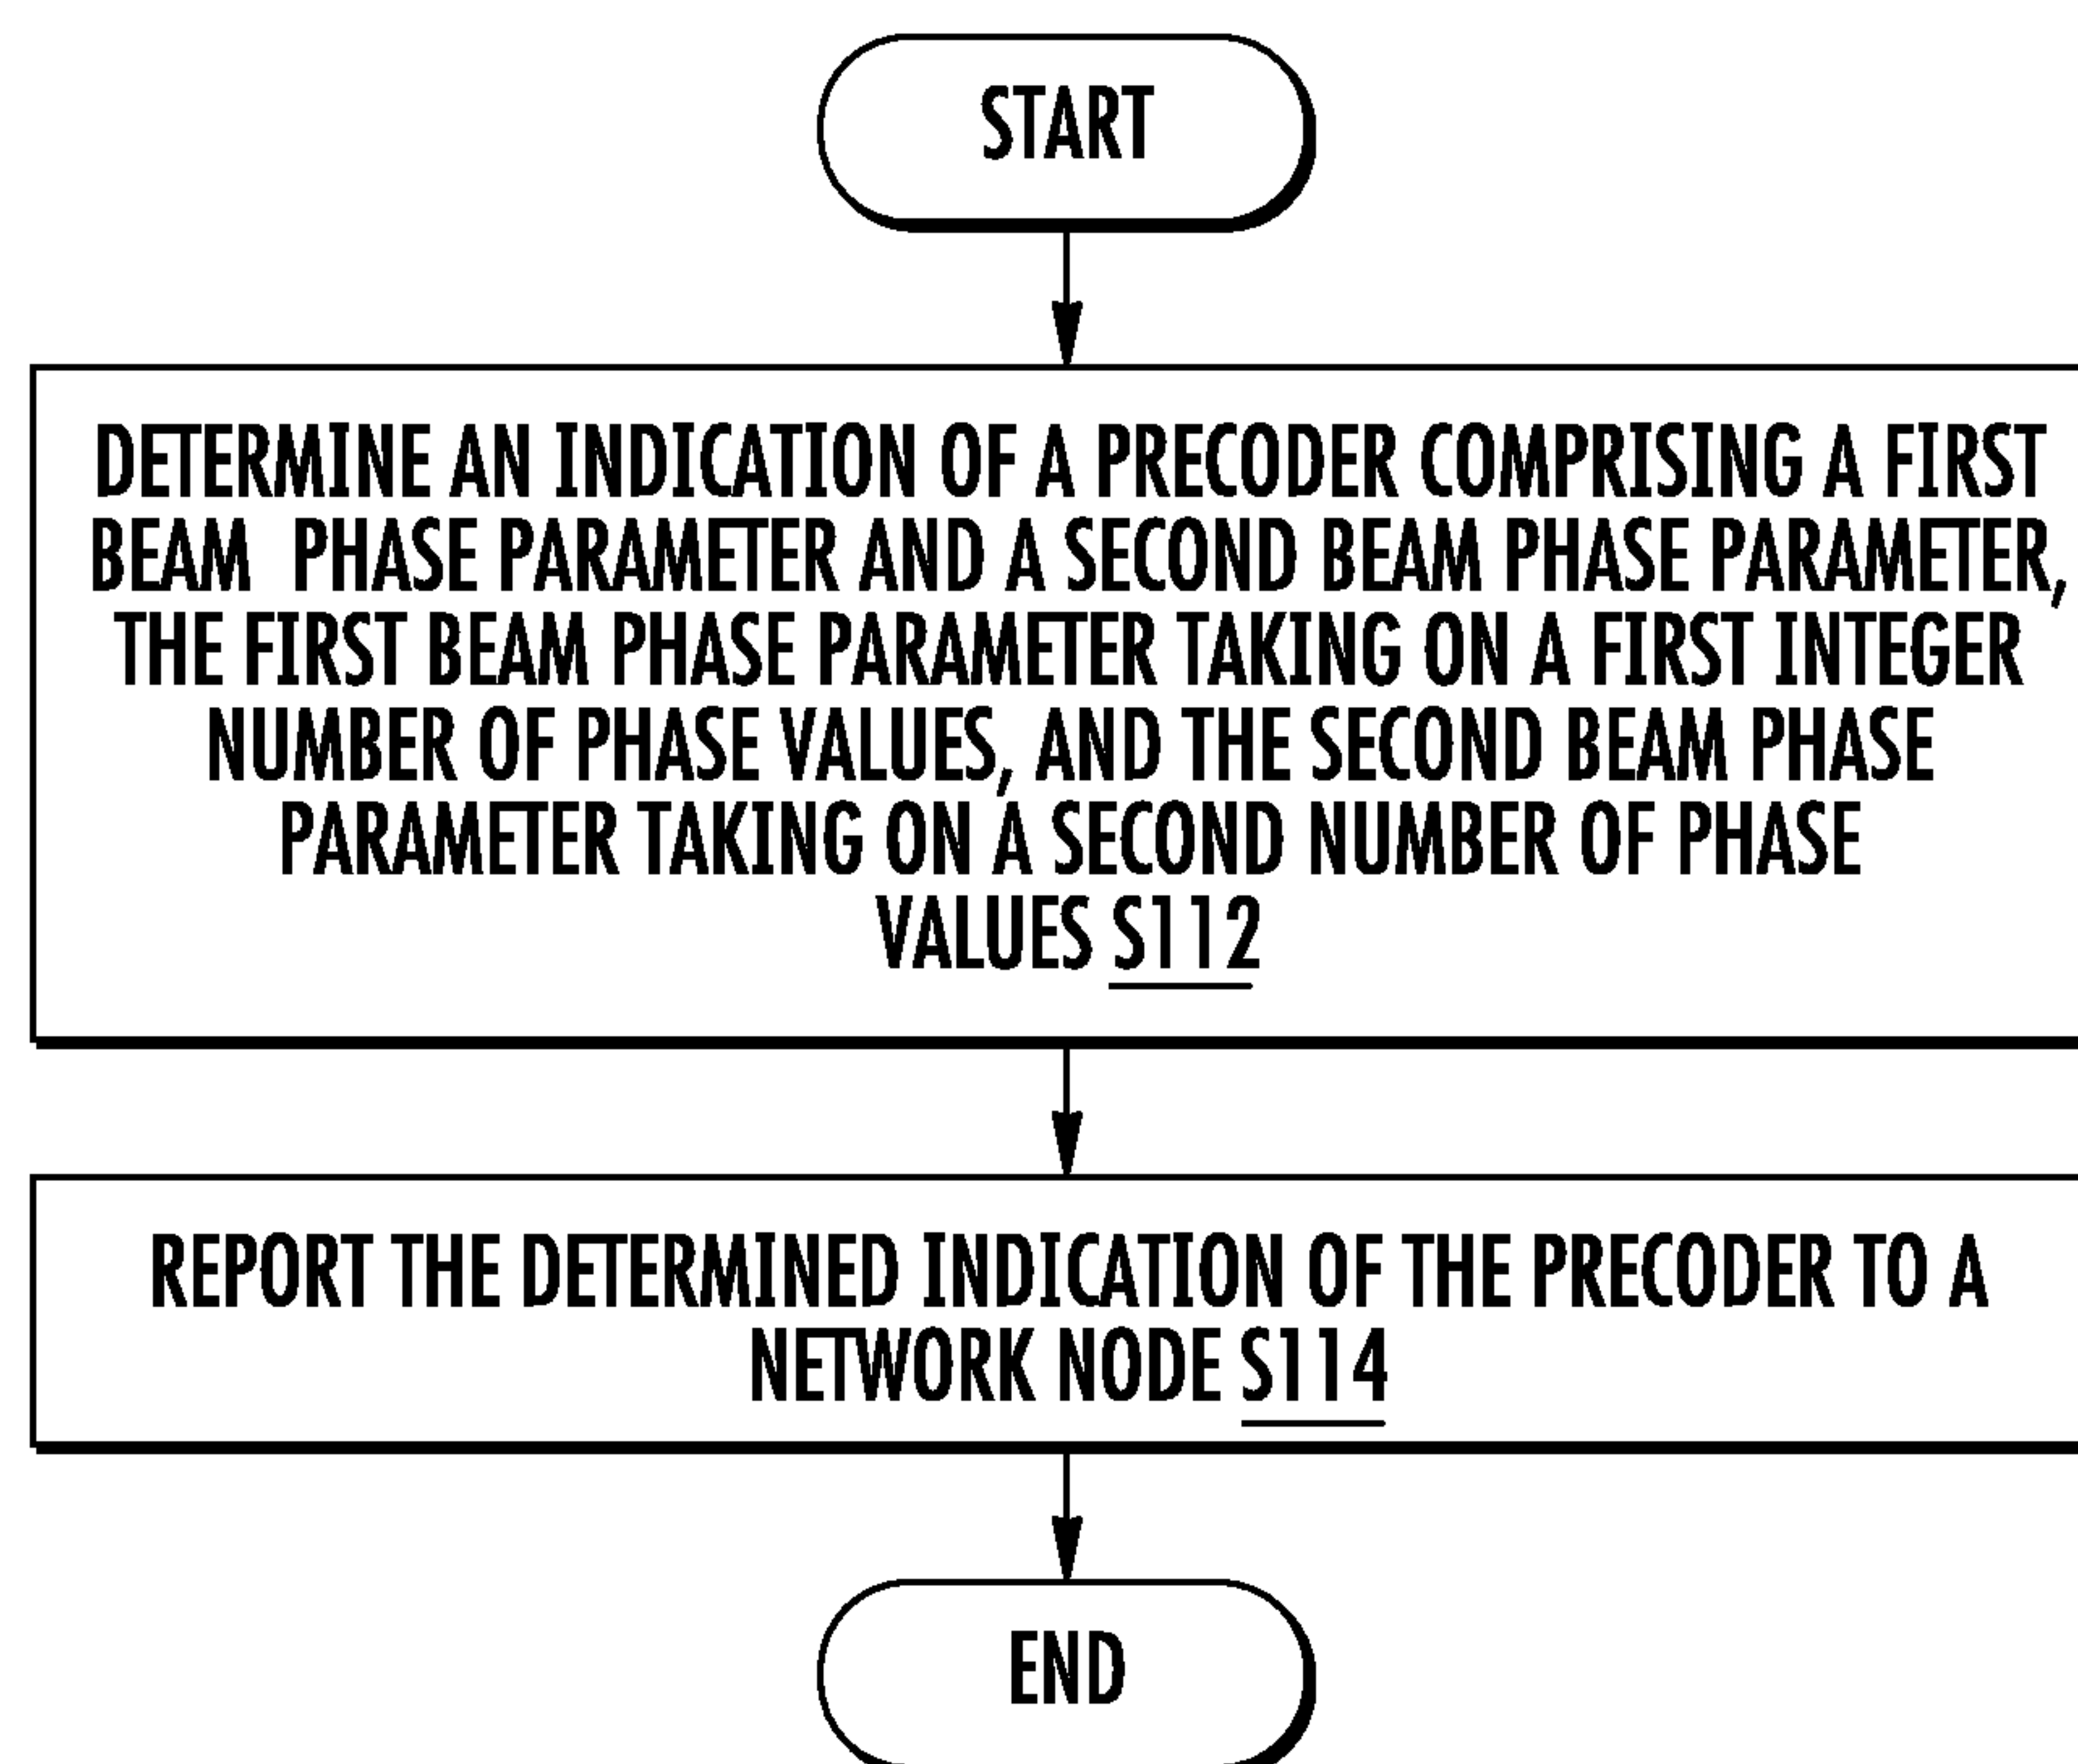 START
DETERMINE AN INDICATION OF A PRECODER COMPRISING A FIRST
BEAM PHASE PARAMETER AND A SECOND BEAM PHASE PARAMETER,
THE FIRST BEAM PHASE PARAMETER TAKING ON A FIRST INTEGER
NUMBER OF PHASE VALUES, AND THE SECOND BEAM PHASE
PARAMETER TAKING ON A SECOND NUMBER OF PHASE
VALUES S112
REPORT THE DETERMINED INDICATION OF THE PRECODER TO A
NETWORK NODE S114
END